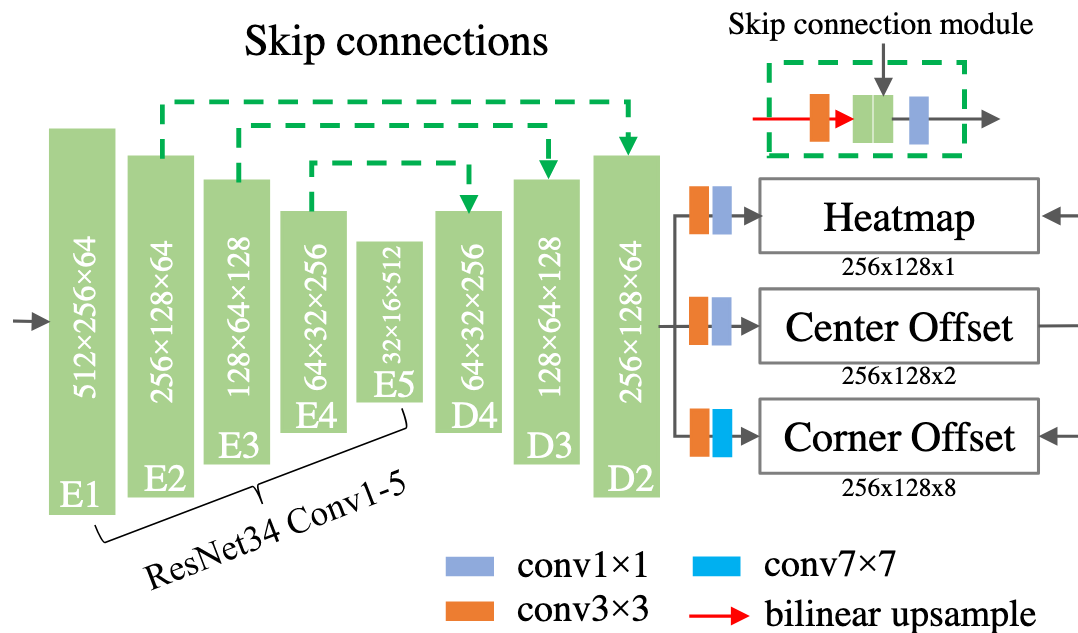 Skip connections
Skip connection module
512×256×64
E1
256×128×64
E2
128×64×128
E3
64×32×256
E4
32×16×512
E5
64×32×256
D4
128×64×128
D3
256×128×64
D2
ResNet34 Conv1-5
Heatmap
256x128x1
Center Offset
256x128x2
Corner Offset
256x128x8
conv1×1
conv7×7
conv3×3
bilinear upsample